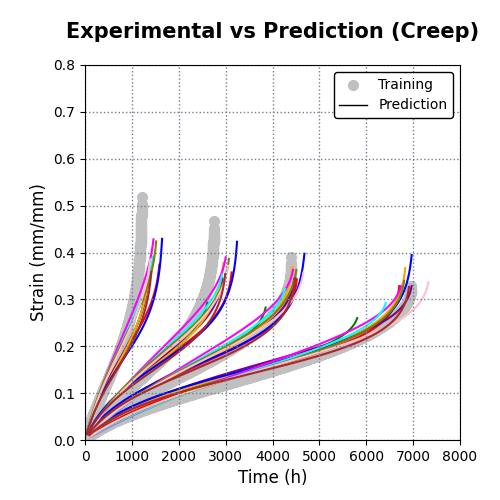 Experimental vs Prediction (Creep)
0.8
0.7
0.6
0.5
0.4
0.3
0.2
0.1
0.0
Strain (mm/mm)
Training
Prediction
0 1000 2000 3000 4000 5000 6000 7000 8000
Time (h)